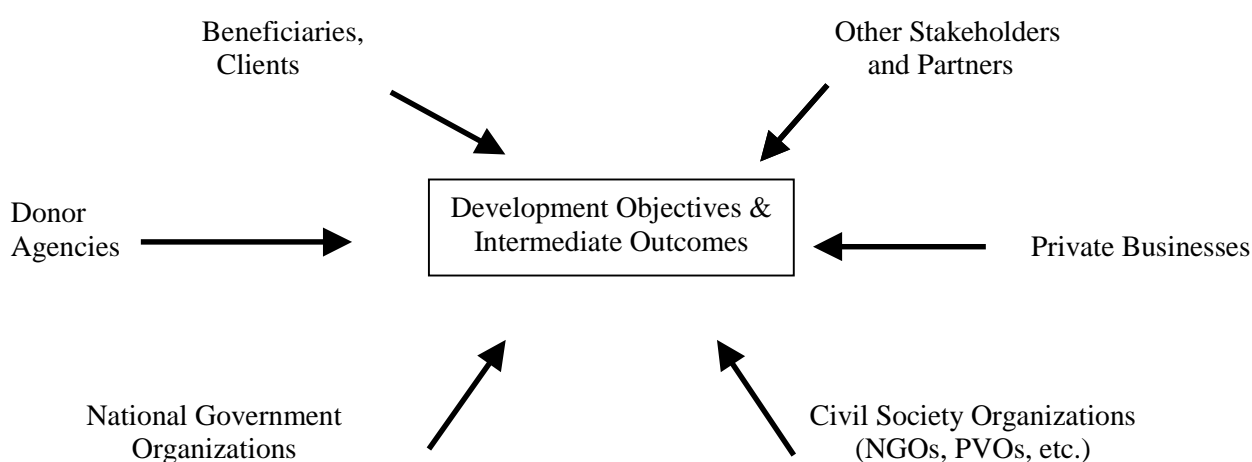 Beneficiaries,
Clients
Other Stakeholders
and Partners
Donor
Agencies
Development Objectives &
Intermediate Outcomes
Private Businesses
National Government
Organizations
Civil Society Organizations
(NGOs, PVOs, etc.)